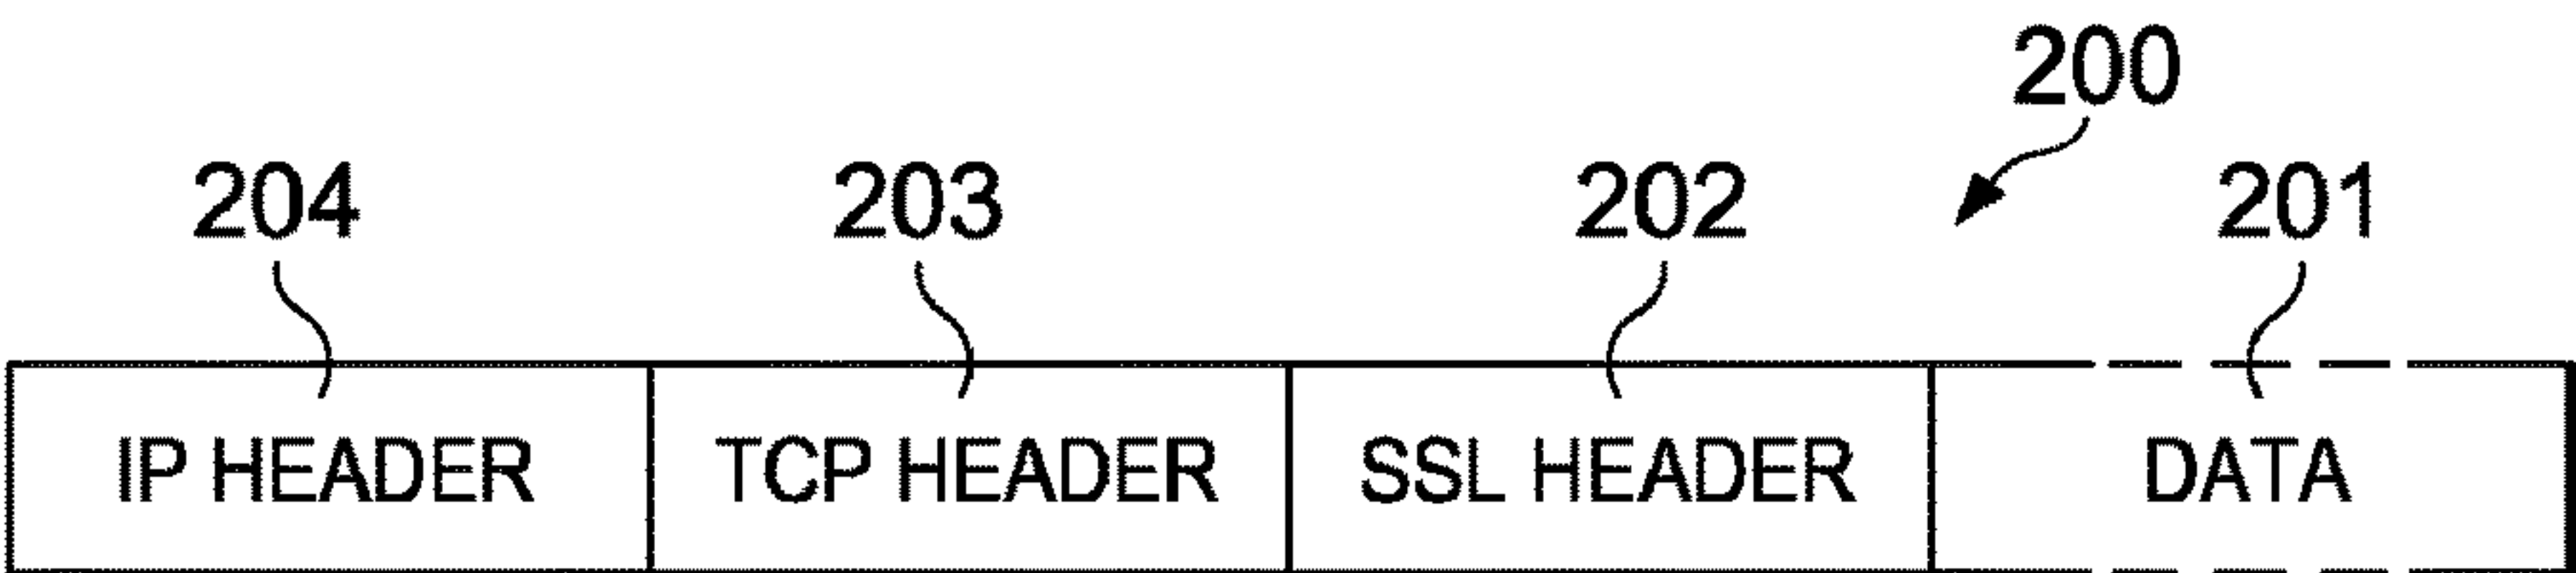 200
204 203 202 201
IP HEADER TCP HEADER SSL HEADER DATA